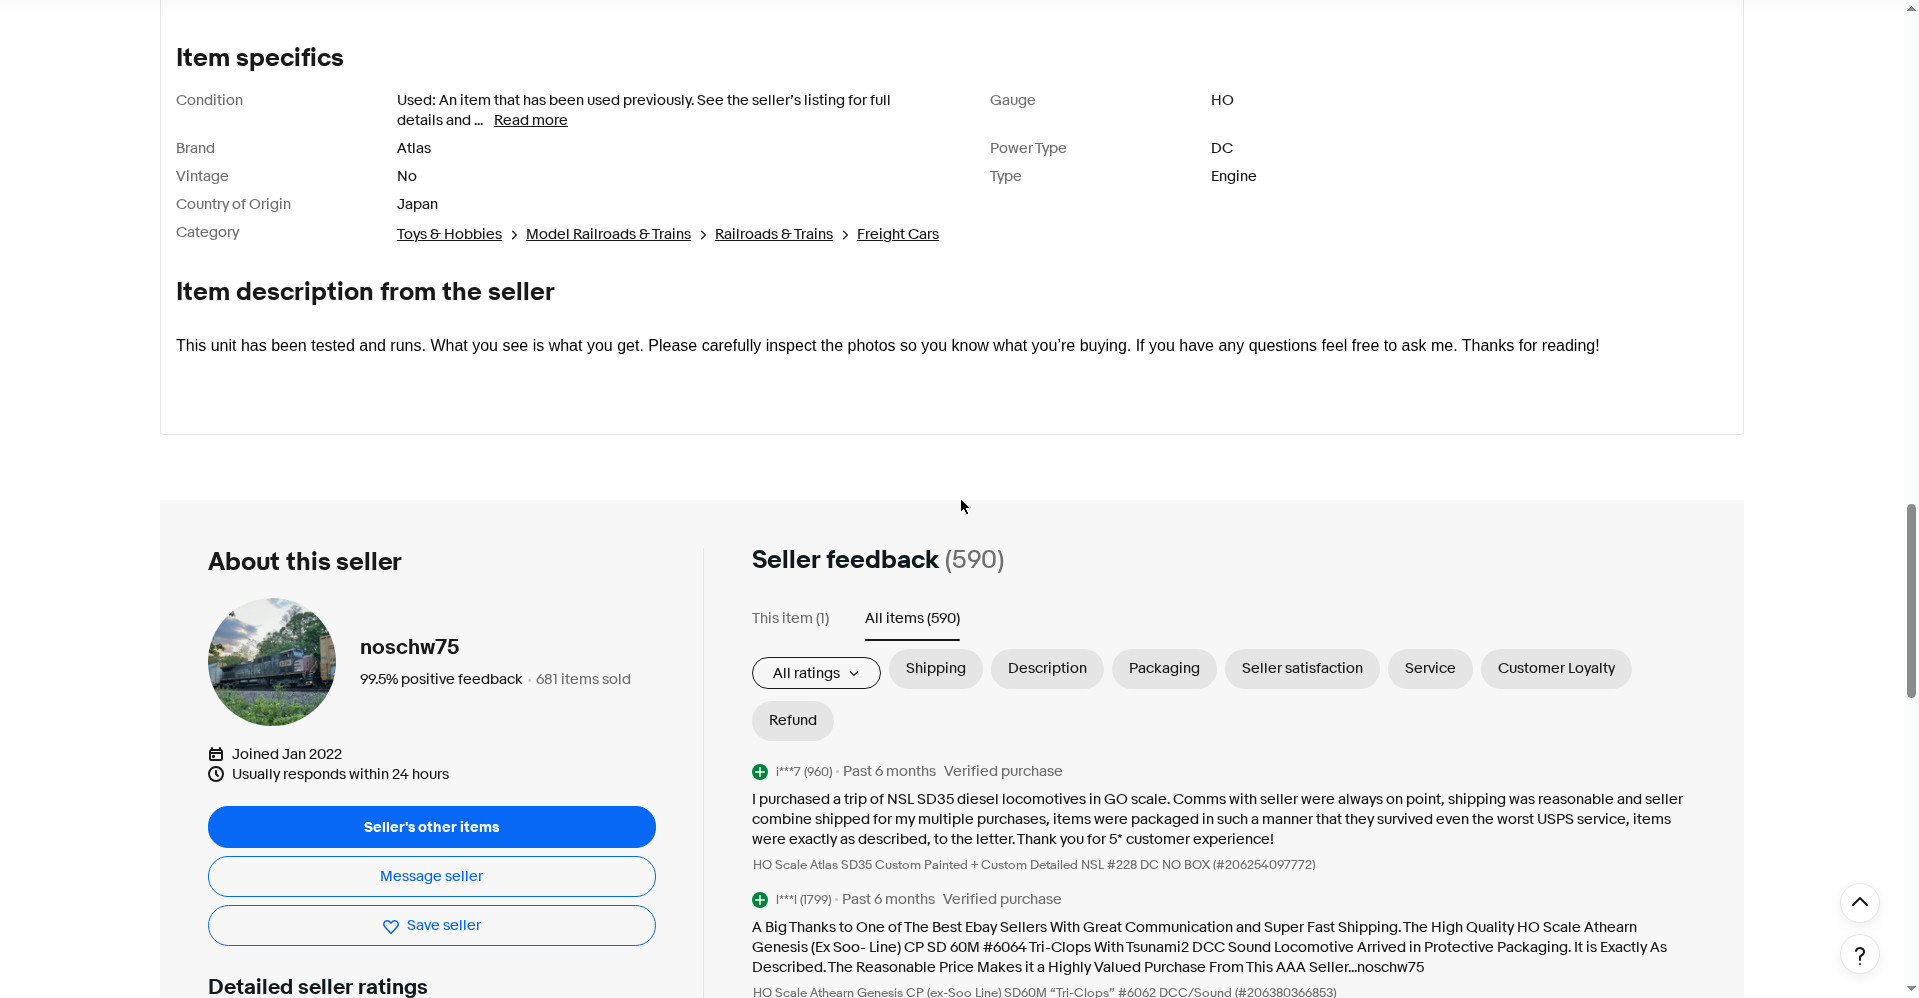 Item specifics
Condition
Used: An item that has been used previously. See the seller’s listing for full
details and ... Read more
Gauge
HO
Brand
Atlas
Power Type
DC
Vintage
No
Type
Engine
Country of Origin
Japan
Category
Toys & Hobbies > Model Railroads & Trains > Railroads & Trains > Freight Cars
Item description from the seller
This unit has been tested and runs. What you see is what you get. Please carefully inspect the photos so you know what you’re buying. If you have any questions feel free to ask me. Thanks for reading!
About this seller
noschw75
99.5% positive feedback · 681 items sold
Joined Jan 2022
Usually responds within 24 hours
Seller's other items
Message seller
Save seller
Detailed seller ratings
Seller feedback (590)
This item (1)
All items (590)
All ratings
Shipping
Description
Packaging
Seller satisfaction
Service
Customer Loyalty
Refund
i***7 (960) · Past 6 months Verified purchase
I purchased a trip of NSL SD35 diesel locomotives in GO scale. Comms with seller were always on point, shipping was reasonable and seller
combine shipped for my multiple purchases, items were packaged in such a manner that they survived even the worst USPS service, items
were exactly as described, to the letter. Thank you for 5* customer experience!
HO Scale Atlas SD35 Custom Painted + Custom Detailed NSL #228 DC NO BOX (#206254097772)
l***l (1799) · Past 6 months Verified purchase
A Big Thanks to One of The Best Ebay Sellers With Great Communication and Super Fast Shipping. The High Quality HO Scale Athearn
Genesis (Ex Soo- Line) CP SD 60M #6064 Tri-Clops With Tsunami2 DCC Sound Locomotive Arrived in Protective Packaging. It is Exactly As
Described. The Reasonable Price Makes it a Highly Valued Purchase From This AAA Seller...noschw75
HO Scale Athearn Genesis CP (ex-Soo Line) SD60M “Tri-Clops” #6062 DCC/Sound (#206380366853)
?